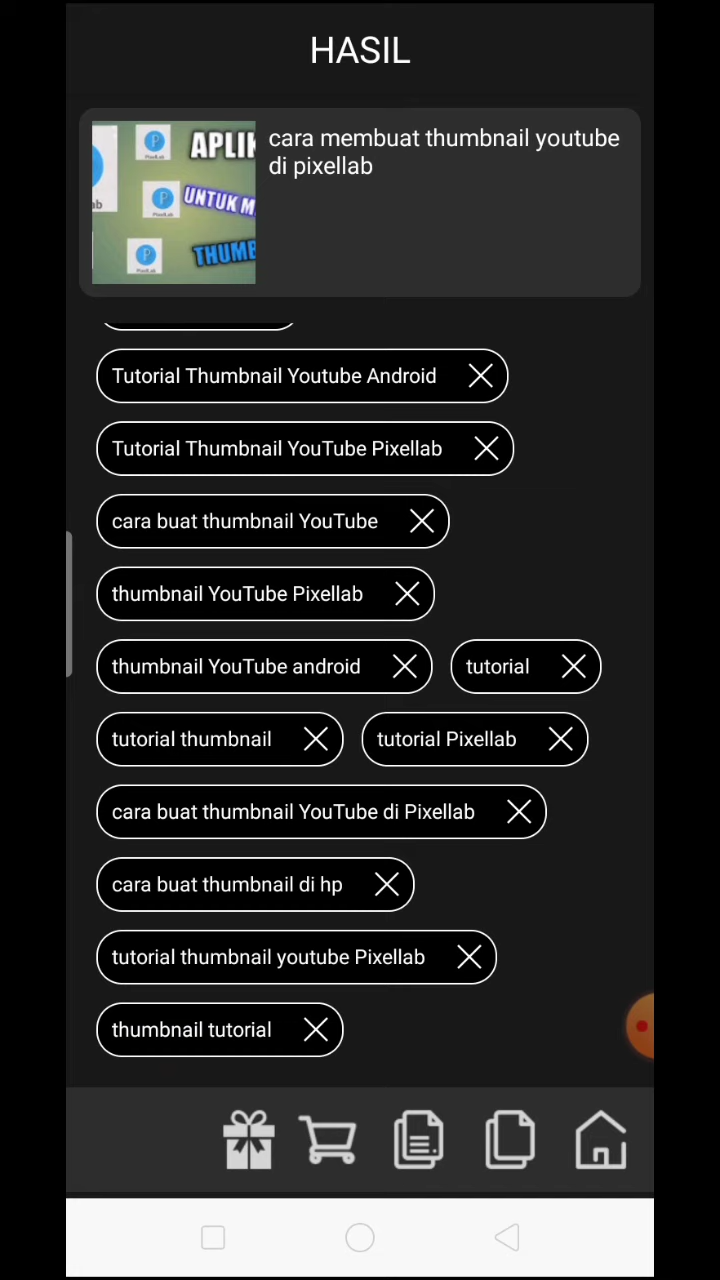 HASIL
cara membuat thumbnail youtube
di pixellab
APLIK
UNTUK M
THUMB
ab
Tutorial Thumbnail Youtube Android
Tutorial Thumbnail YouTube Pixellab
cara buat thumbnail YouTube
thumbnail YouTube Pixellab
thumbnail YouTube android
tutorial
tutorial thumbnail
tutorial Pixellab
cara buat thumbnail YouTube di Pixellab
cara buat thumbnail di hp
tutorial thumbnail youtube Pixellab
thumbnail tutorial